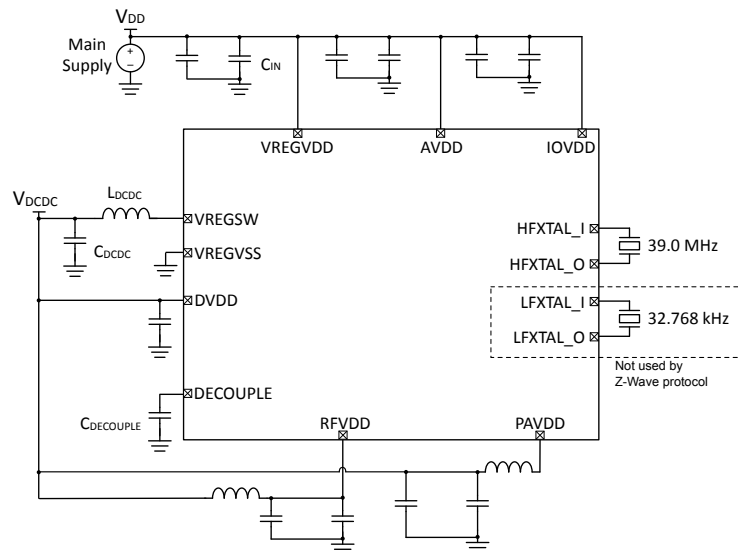 VDD
Main
Supply
+
−
CIN
VREGVDD
AVDD
IOVDD
VDCDC
LDCDC
VREGSW
CDCDC
VREGVSS
DVDD
DECOUPLE
CDECOUPLE
HFXTAL_I
39.0 MHz
HFXTAL_O
LFXTAL_I
32.768 kHz
LFXTAL_O
Not used by
Z-Wave protocol
RFVDD
PAVDD